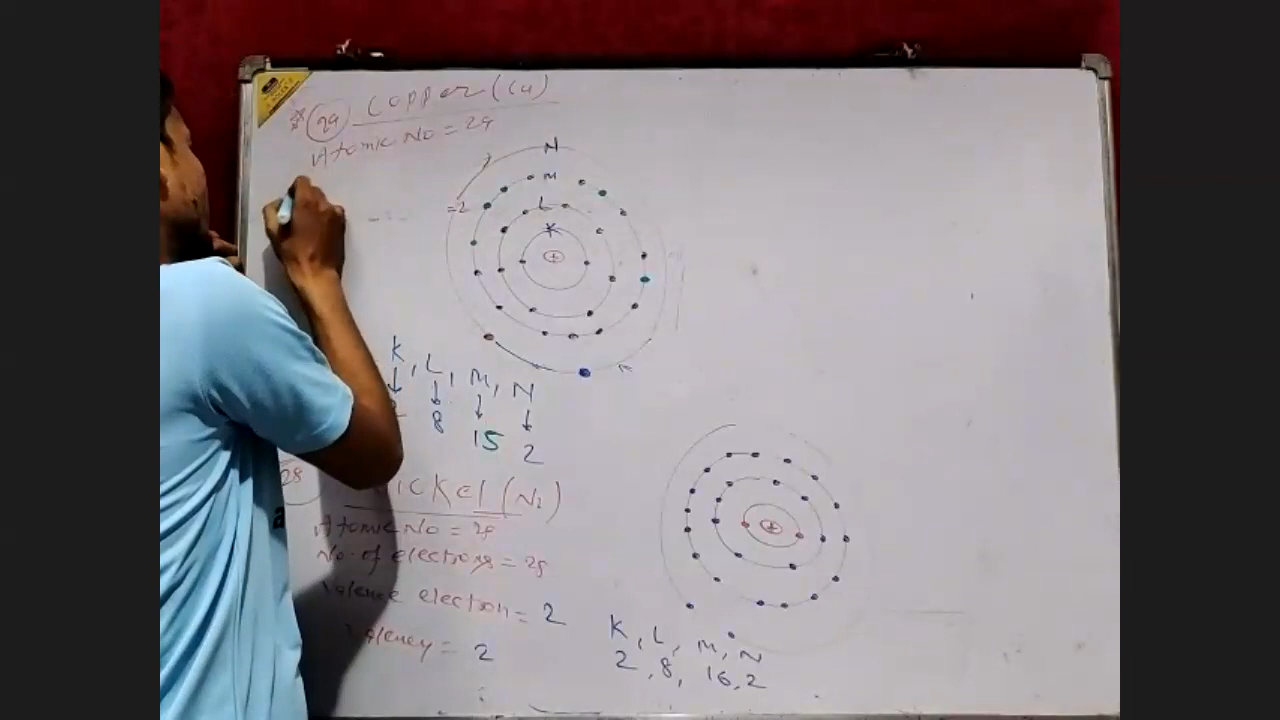 29 Copper (Cu)
Atomic No = 29
N
M
=2 L
K
+
K, L, M, N
8 15 2
28 Nickel (Ni)
Atomic No = 28
No. of electrons = 28
Valence electron = 2
Valency = 2
+
K, L, M, N
2, 8, 16, 2